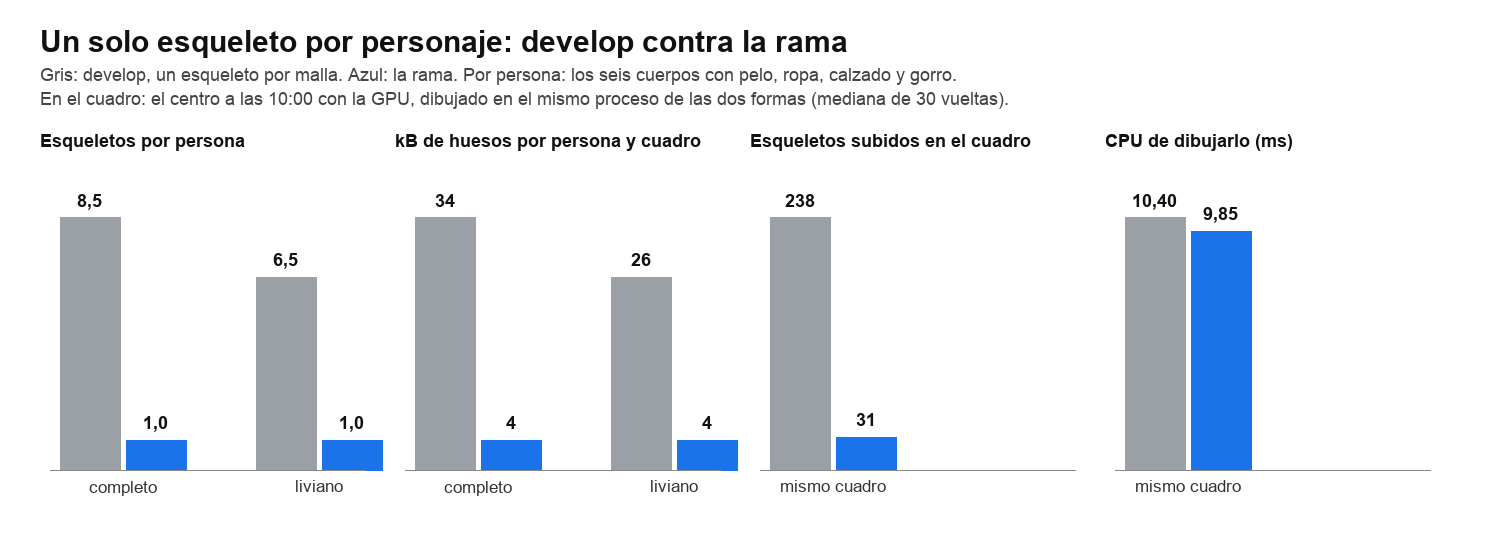 Un solo esqueleto por personaje: develop contra la rama
Gris: develop, un esqueleto por malla. Azul: la rama. Por persona: los seis cuerpos con pelo, ropa, calzado y gorro.
En el cuadro: el centro a las 10:00 con la GPU, dibujado en el mismo proceso de las dos formas (mediana de 30 vueltas).
Esqueletos por persona
8,5
1,0
6,5
1,0
completo
liviano
kB de huesos por persona y cuadro
34
4
26
4
completo
liviano
Esqueletos subidos en el cuadro
238
31
mismo cuadro
CPU de dibujarlo (ms)
10,40
9,85
mismo cuadro